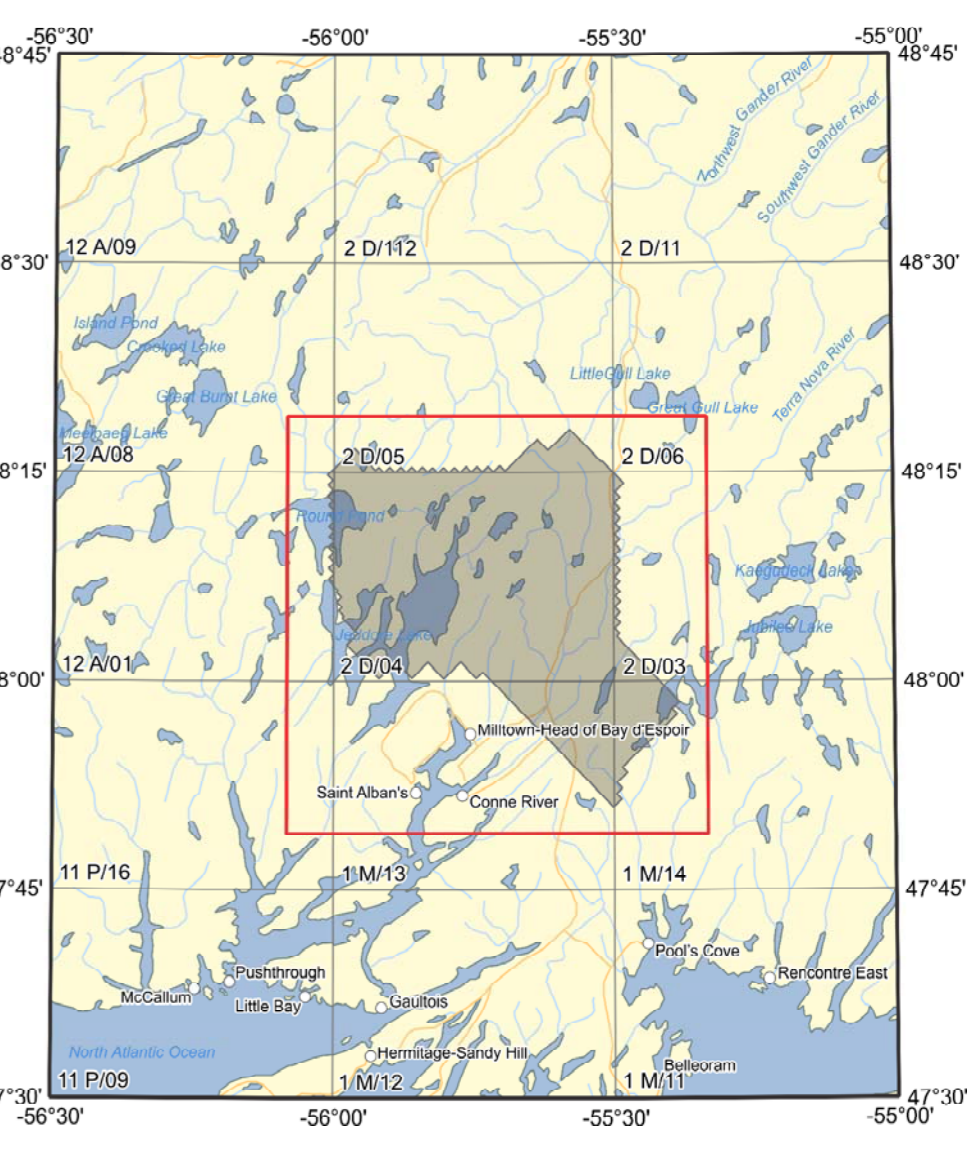 -56°30'
-56°00'
-55°30'
-55°00'
8°45'
48°45'
Northwest Gander River
Southwest Gander River
12 A/09
2 D/112
2 D/11
8°30'
48°30'
Island Pond
Crooked Lake
Great Burnt Lake
LittleGull Lake
Great Gull Lake
Terra Nova River
Meelpaeg Lake
12 A/08
2 D/05
2 D/06
8°15'
48°15'
Round Pond
Kaegudeck Lake
Jubilee Lake
Jeddore Lake
12 A/01
2 D/04
2 D/03
8°00'
48°00'
Milltown-Head of Bay d'Espoir
Saint Alban's
Conne River
11 P/16
1 M/13
1 M/14
7°45'
47°45'
Pool's Cove
Pushthrough
Rencontre East
McCallum
Little Bay
Gaultois
North Atlantic Ocean
Hermitage-Sandy Hill
Belleoram
11 P/09
1 M/12
1 M/11
7°30'
47°30'
-56°30'
-56°00'
-55°30'
-55°00'